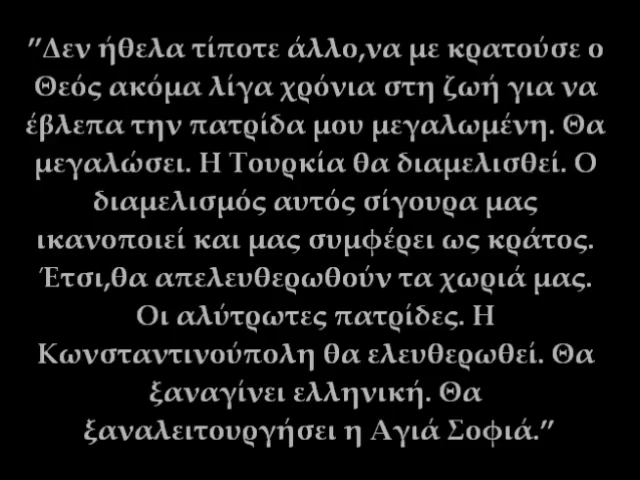 "Δεν ήθελα τίποτε άλλο,να με κρατούσε ο
Θεός ακόμα λίγα χρόνια στη ζωή για να
έβλεπα την πατρίδα μου μεγαλωμένη. Θα
μεγαλώσει. Η Τουρκία θα διαμελισθεί. Ο
διαμελισμός αυτός σίγουρα μας
ικανοποιεί και μας συμφέρει ως κράτος.
Έτσι,θα απελευθερωθούν τα χωριά μας.
Οι αλύτρωτες πατρίδες. Η
Κωνσταντινούπολη θα ελευθερωθεί. Θα
ξαναγίνει ελληνική. Θα
ξαναλειτουργήσει η Αγιά Σοφιά."